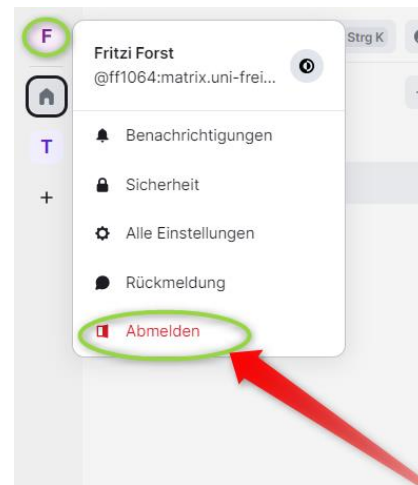 F
Strg K
Fritzi Forst
@ff1064:matrix.uni-frei...
T
Benachrichtigungen
+
Sicherheit
Alle Einstellungen
Rückmeldung
Abmelden